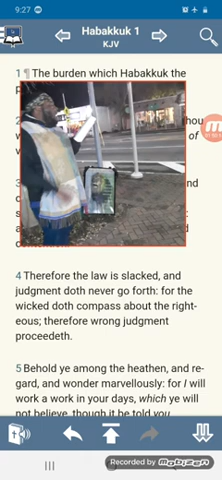 9:27
Habakkuk 1
KJV
1 ¶ The burden which Habakkuk the
2
thou
of
3
nd
4 Therefore the law is slacked, and
judgment doth never go forth: for the
wicked doth compass about the right-
eous; therefore wrong judgment
proceedeth.
5 Behold ye among the heathen, and re-
gard, and wonder marvellously: for I will
work a work in your days, which ye will
not believe, though it be told you.
Recorded by mobizen